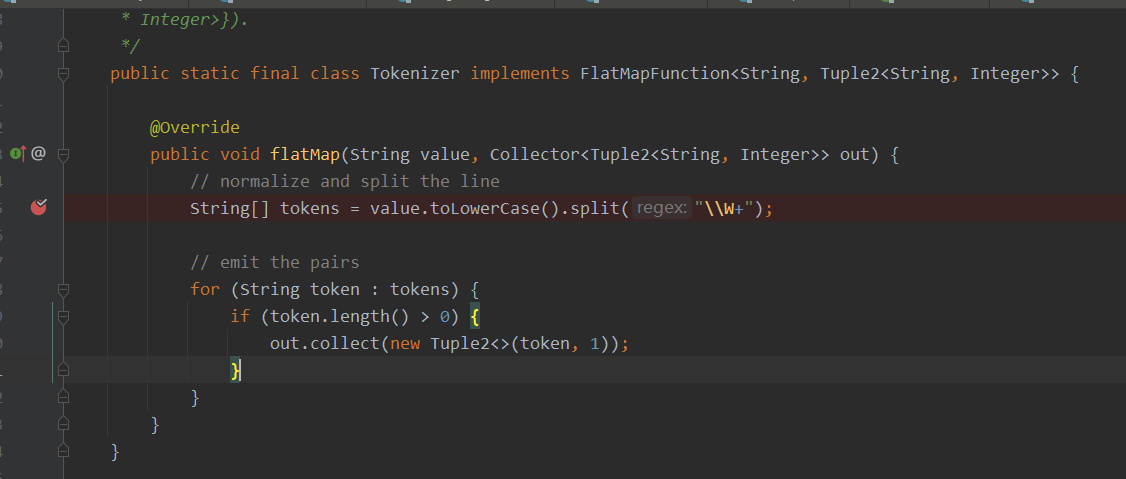 * Integer>}).
*/
public static final class Tokenizer implements FlatMapFunction<String, Tuple2<String, Integer>> {
@Override
@ public void flatMap(String value, Collector<Tuple2<String, Integer>> out) {
// normalize and split the line
String[] tokens = value.toLowerCase().split( regex: "\\W+");
// emit the pairs
for (String token : tokens) {
if (token.length() > 0) {
out.collect(new Tuple2<>(token, 1));
}
}
}
}